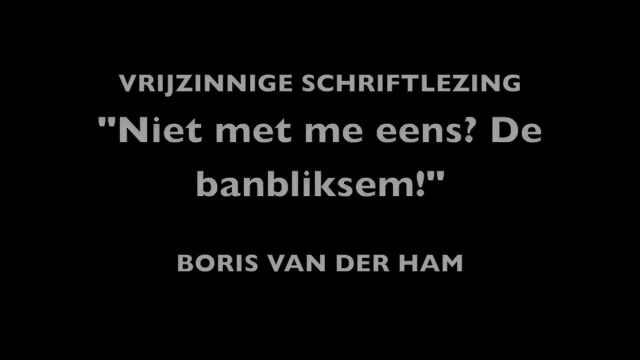 VRIJZINNIGE SCHRIFTLEZING
"Niet met me eens? De
banbliksem!"
BORIS VAN DER HAM